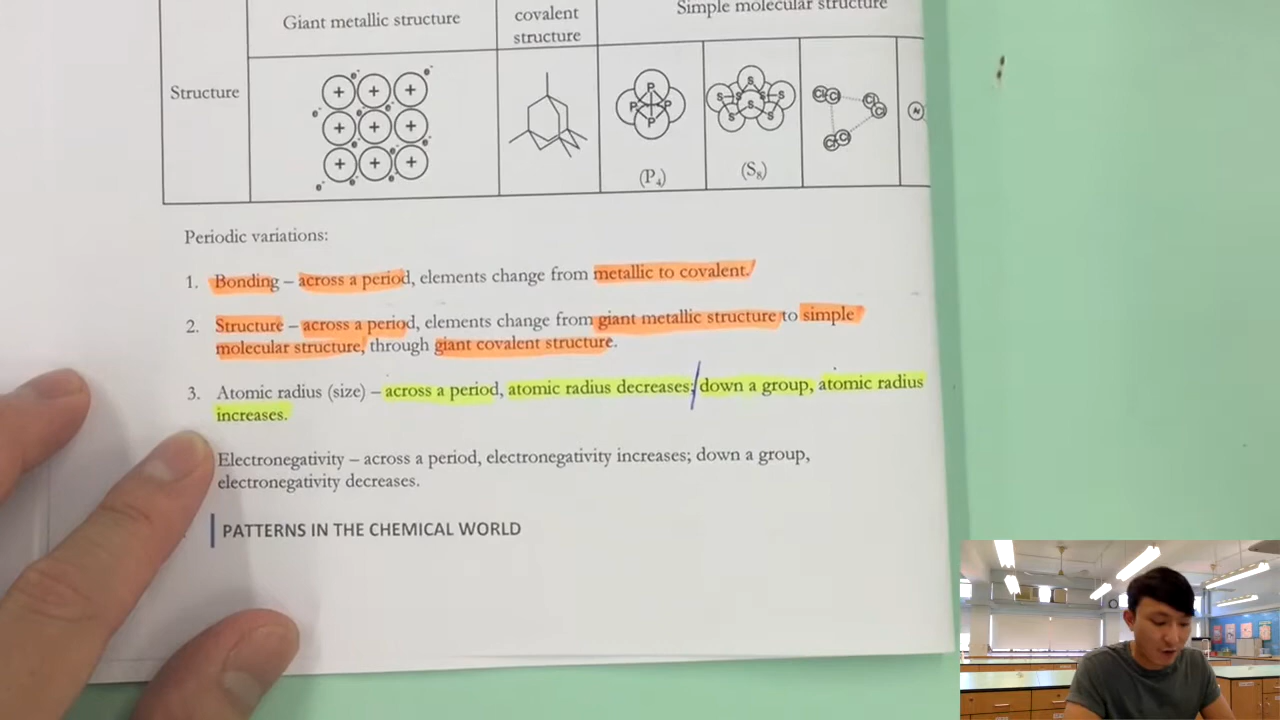 Giant metallic structure
covalent
structure
Simple molecular structure
Structure
(P₄)
(S₈)
Periodic variations:
1. Bonding – across a period, elements change from metallic to covalent.
2. Structure – across a period, elements change from giant metallic structure to simple
molecular structure, through giant covalent structure.
3. Atomic radius (size) – across a period, atomic radius decreases; down a group, atomic radius
increases.
Electronegativity – across a period, electronegativity increases; down a group,
electronegativity decreases.
PATTERNS IN THE CHEMICAL WORLD